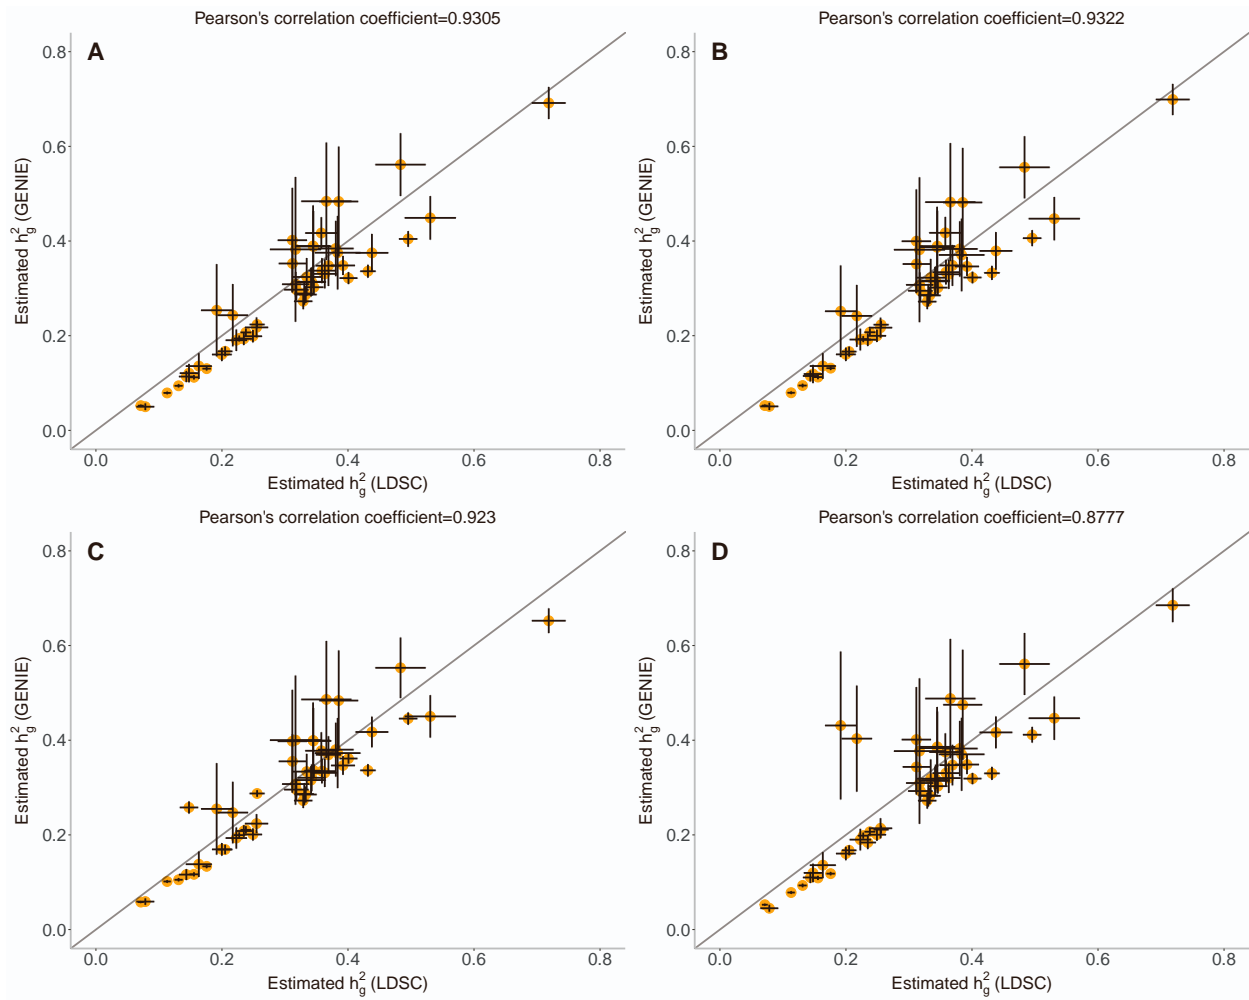 Pearson's correlation coefficient=0.9305
A
0.8
0.6
0.4
0.2
0.0
Estimated h²g (GENIE)
0.0 0.2 0.4 0.6 0.8
Estimated h²g (LDSC)
Pearson's correlation coefficient=0.9322
B
0.8
0.6
0.4
0.2
0.0
Estimated h²g (GENIE)
0.0 0.2 0.4 0.6 0.8
Estimated h²g (LDSC)
Pearson's correlation coefficient=0.923
C
0.8
0.6
0.4
0.2
0.0
Estimated h²g (GENIE)
0.0 0.2 0.4 0.6 0.8
Estimated h²g (LDSC)
Pearson's correlation coefficient=0.8777
D
0.8
0.6
0.4
0.2
0.0
Estimated h²g (GENIE)
0.0 0.2 0.4 0.6 0.8
Estimated h²g (LDSC)